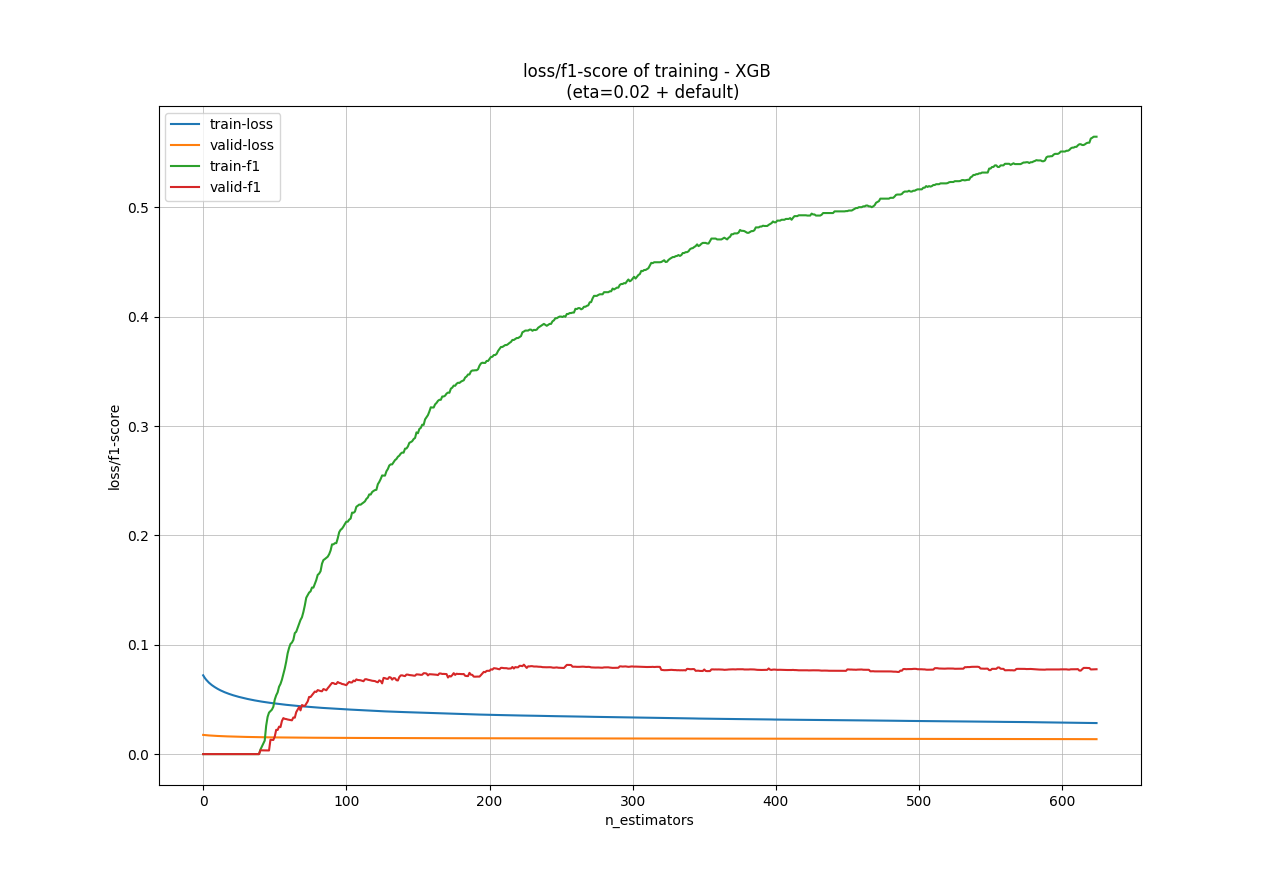 loss/f1-score of training - XGB
(eta=0.02 + default)
train-loss
valid-loss
train-f1
valid-f1
loss/f1-score
0.5
0.4
0.3
0.2
0.1
0.0
0 100 200 300 400 500 600
n_estimators